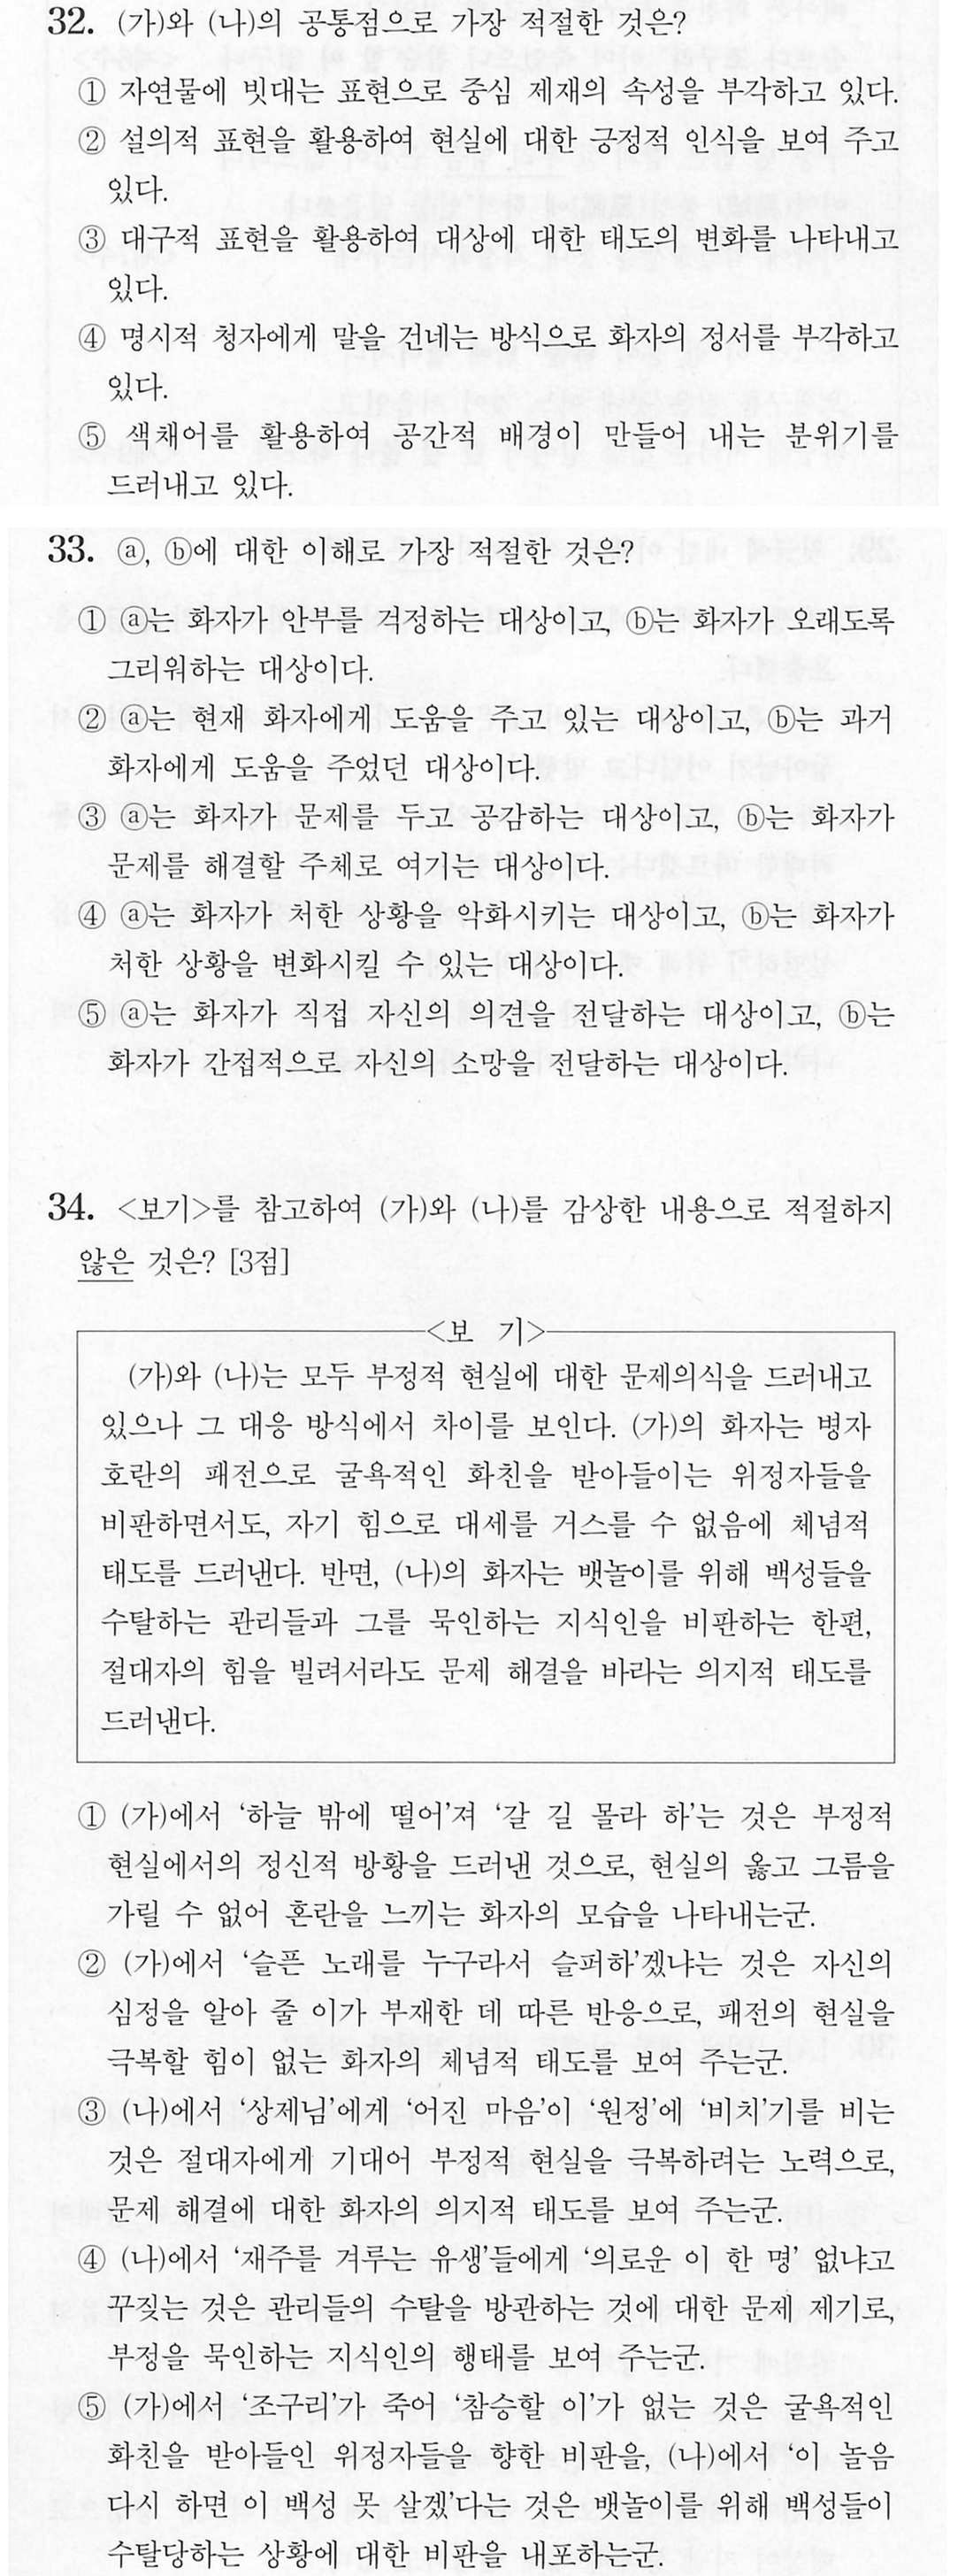 32. (가)와 (나)의 공통점으로 가장 적절한 것은?
① 자연물에 빗대는 표현으로 중심 제재의 속성을 부각하고 있다.
② 설의적 표현을 활용하여 현실에 대한 긍정적 인식을 보여 주고
있다.
③ 대구적 표현을 활용하여 대상에 대한 태도의 변화를 나타내고
있다.
④ 명시적 청자에게 말을 건네는 방식으로 화자의 정서를 부각하고
있다.
⑤ 색채어를 활용하여 공간적 배경이 만들어 내는 분위기를
드러내고 있다.
33. ⓐ, ⓑ에 대한 이해로 가장 적절한 것은?
① ⓐ는 화자가 안부를 걱정하는 대상이고, ⓑ는 화자가 오래도록
그리워하는 대상이다.
② ⓐ는 현재 화자에게 도움을 주고 있는 대상이고, ⓑ는 과거
화자에게 도움을 주었던 대상이다.
③ ⓐ는 화자가 문제를 두고 공감하는 대상이고, ⓑ는 화자가
문제를 해결할 주체로 여기는 대상이다.
④ ⓐ는 화자가 처한 상황을 악화시키는 대상이고, ⓑ는 화자가
처한 상황을 변화시킬 수 있는 대상이다.
⑤ ⓐ는 화자가 직접 자신의 의견을 전달하는 대상이고, ⓑ는
화자가 간접적으로 자신의 소망을 전달하는 대상이다.
34. <보기>를 참고하여 (가)와 (나)를 감상한 내용으로 적절하지
않은 것은? [3점]
<보 기>
(가)와 (나)는 모두 부정적 현실에 대한 문제의식을 드러내고
있으나 그 대응 방식에서 차이를 보인다. (가)의 화자는 병자
호란의 패전으로 굴욕적인 화친을 받아들이는 위정자들을
비판하면서도, 자기 힘으로 대세를 거스를 수 없음에 체념적
태도를 드러낸다. 반면, (나)의 화자는 뱃놀이를 위해 백성들을
수탈하는 관리들과 그를 묵인하는 지식인을 비판하는 한편,
절대자의 힘을 빌려서라도 문제 해결을 바라는 의지적 태도를
드러낸다.
① (가)에서 ‘하늘 밖에 떨어’져 ‘갈 길 몰라 하’는 것은 부정적
현실에서의 정신적 방황을 드러낸 것으로, 현실의 옳고 그름을
가릴 수 없어 혼란을 느끼는 화자의 모습을 나타내는군.
② (가)에서 ‘슬픈 노래를 누구라서 슬퍼하’겠냐는 것은 자신의
심정을 알아 줄 이가 부재한 데 따른 반응으로, 패전의 현실을
극복할 힘이 없는 화자의 체념적 태도를 보여 주는군.
③ (나)에서 ‘상제님’에게 ‘어진 마음’이 ‘원정’에 ‘비치’기를 비는
것은 절대자에게 기대어 부정적 현실을 극복하려는 노력으로,
문제 해결에 대한 화자의 의지적 태도를 보여 주는군.
④ (나)에서 ‘재주를 겨루는 유생’들에게 ‘의로운 이 한 명’ 없냐고
꾸짖는 것은 관리들의 수탈을 방관하는 것에 대한 문제 제기로,
부정을 묵인하는 지식인의 행태를 보여 주는군.
⑤ (가)에서 ‘조구리’가 죽어 ‘참승할 이’가 없는 것은 굴욕적인
화친을 받아들인 위정자들을 향한 비판을, (나)에서 ‘이 놀음
다시 하면 이 백성 못 살겠’다는 것은 뱃놀이를 위해 백성들이
수탈당하는 상황에 대한 비판을 내포하는군.